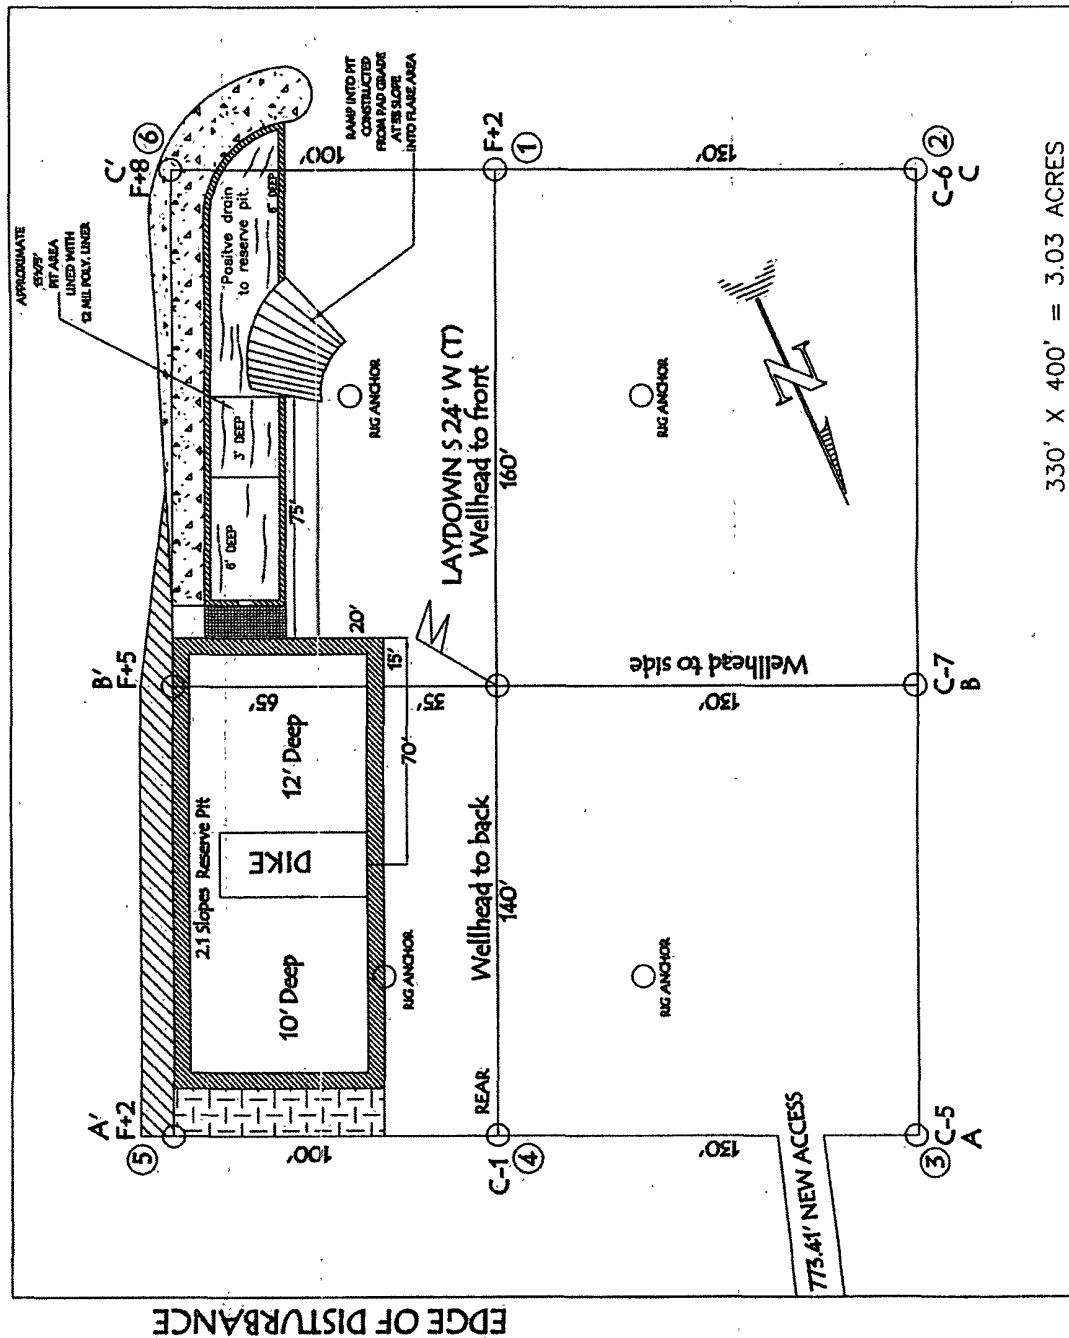 APPROXIMATE
PIT AREA
LINED WITH
12 MIL POLY. LINER
C'
F+8
6
RAMP INTO PIT
CONSTRUCTED
FROM PAD GRADE
INTO FLARE AREA
Positve drain
to reserve pit.
6" DEEP
100'
3' DEEP
6' DEEP
75'
RIG ANCHOR
F+2
1
LAYDOWN S 24° W (T)
Wellhead to front
160'
RIG ANCHOR
130'
2
C-6
C
N
330' X 400' = 3.03 ACRES
B'
F+5
20'
15'
65'
35'
70'
12' Deep
2.1 Slopes Reserve Pit
DIKE
10' Deep
RIG ANCHOR
Wellhead to back
140'
Wellhead to side
130'
C-7
B
RIG ANCHOR
A'
F+2
5
100'
REAR
C-1
4
130'
773.41' NEW ACCESS
3
C-5
A
EDGE OF DISTURBANCE